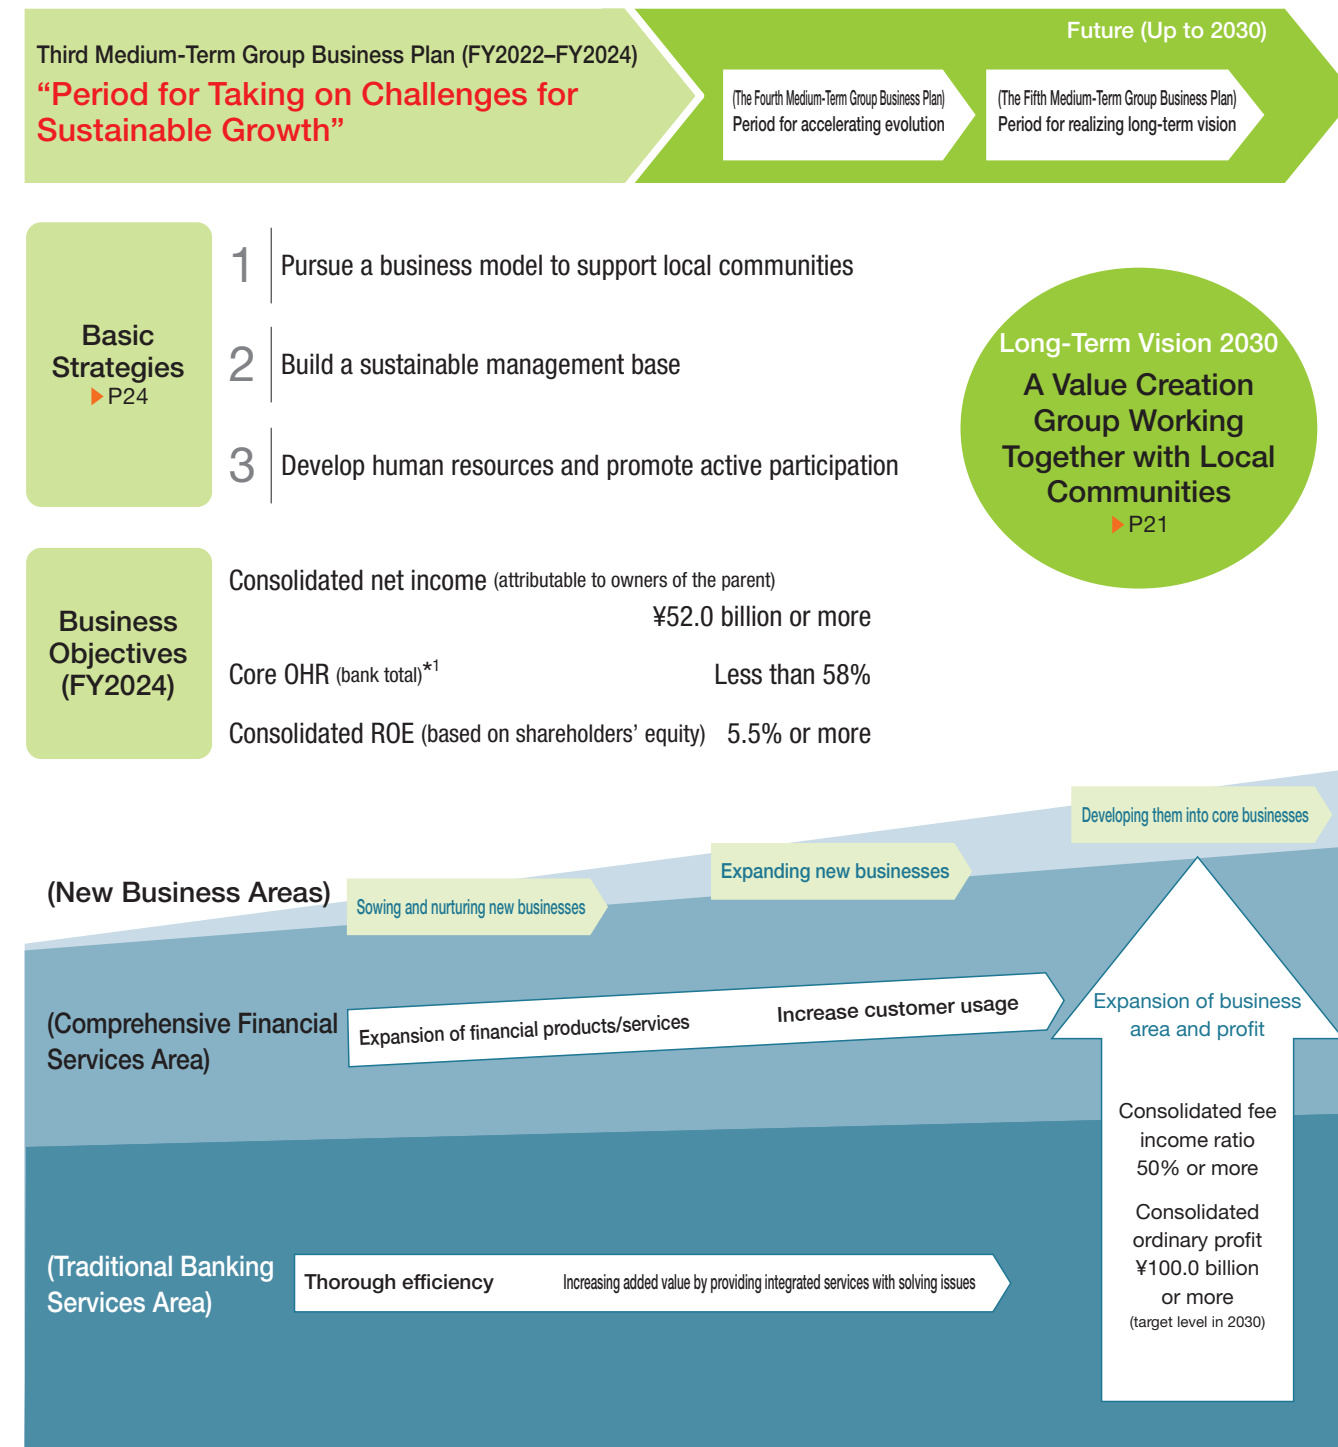 Third Medium-Term Group Business Plan (FY2022–FY2024)
“Period for Taking on Challenges for
Sustainable Growth”
Future (Up to 2030)
(The Fourth Medium-Term Group Business Plan)
Period for accelerating evolution
(The Fifth Medium-Term Group Business Plan)
Period for realizing long-term vision
Basic
Strategies
▶P24
1 Pursue a business model to support local communities
2 Build a sustainable management base
3 Develop human resources and promote active participation
Long-Term Vision 2030
A Value Creation
Group Working
Together with Local
Communities
▶P21
Business
Objectives
(FY2024)
Consolidated net income (attributable to owners of the parent)
¥52.0 billion or more
Core OHR (bank total)*1 Less than 58%
Consolidated ROE (based on shareholders’ equity) 5.5% or more
(New Business Areas)
Sowing and nurturing new businesses
Expanding new businesses
Developing them into core businesses
(Comprehensive Financial
Services Area)
Expansion of financial products/services
Increase customer usage
(Traditional Banking
Services Area)
Thorough efficiency
Increasing added value by providing integrated services with solving issues
Expansion of business
area and profit
Consolidated fee
income ratio
50% or more
Consolidated
ordinary profit
¥100.0 billion
or more
(target level in 2030)